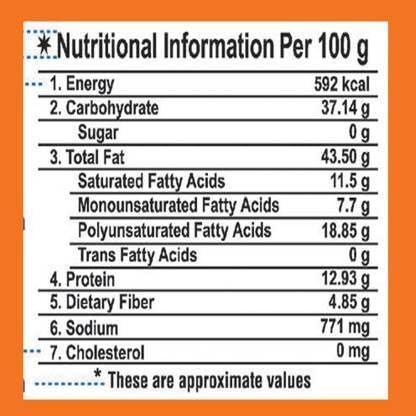 ✷Nutritional Information Per 100 g
1. Energy 592 kcal
2. Carbohydrate 37.14 g
Sugar 0 g
3. Total Fat 43.50 g
Saturated Fatty Acids 11.5 g
Monounsaturated Fatty Acids 7.7 g
Polyunsaturated Fatty Acids 18.85 g
Trans Fatty Acids 0 g
4. Protein 12.93 g
5. Dietary Fiber 4.85 g
6. Sodium 771 mg
7. Cholesterol 0 mg
* These are approximate values